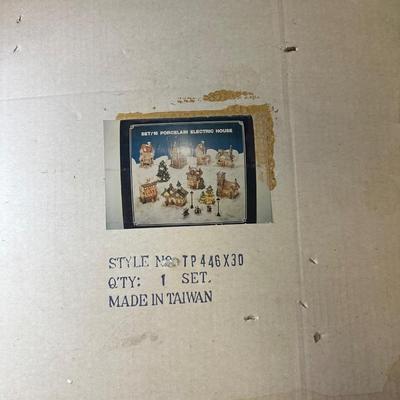 SET/16 PORCELAIN ELECTRIC HOUSE
STYLE NO: TP446X30
Q'TY: 1 SET.
MADE IN TAIWAN